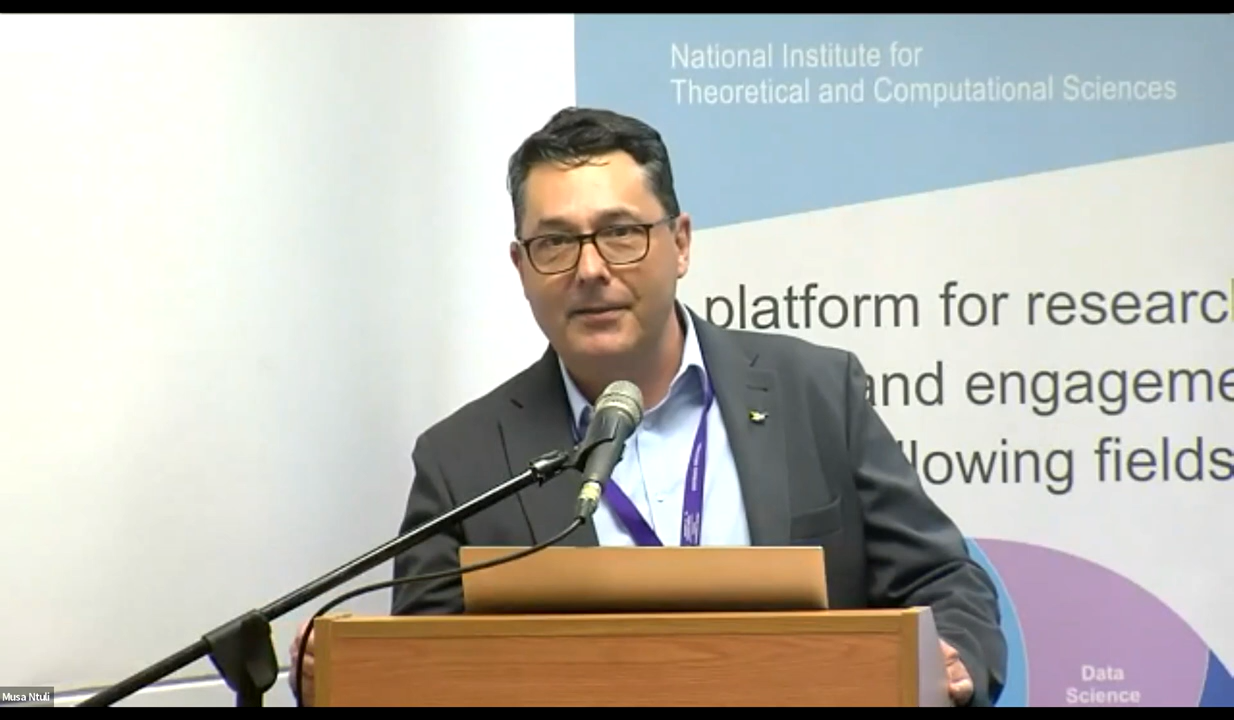 National Institute for
Theoretical and Computational Sciences
platform for research
and engageme
llowing fields
Data
Science
Musa Ntuli